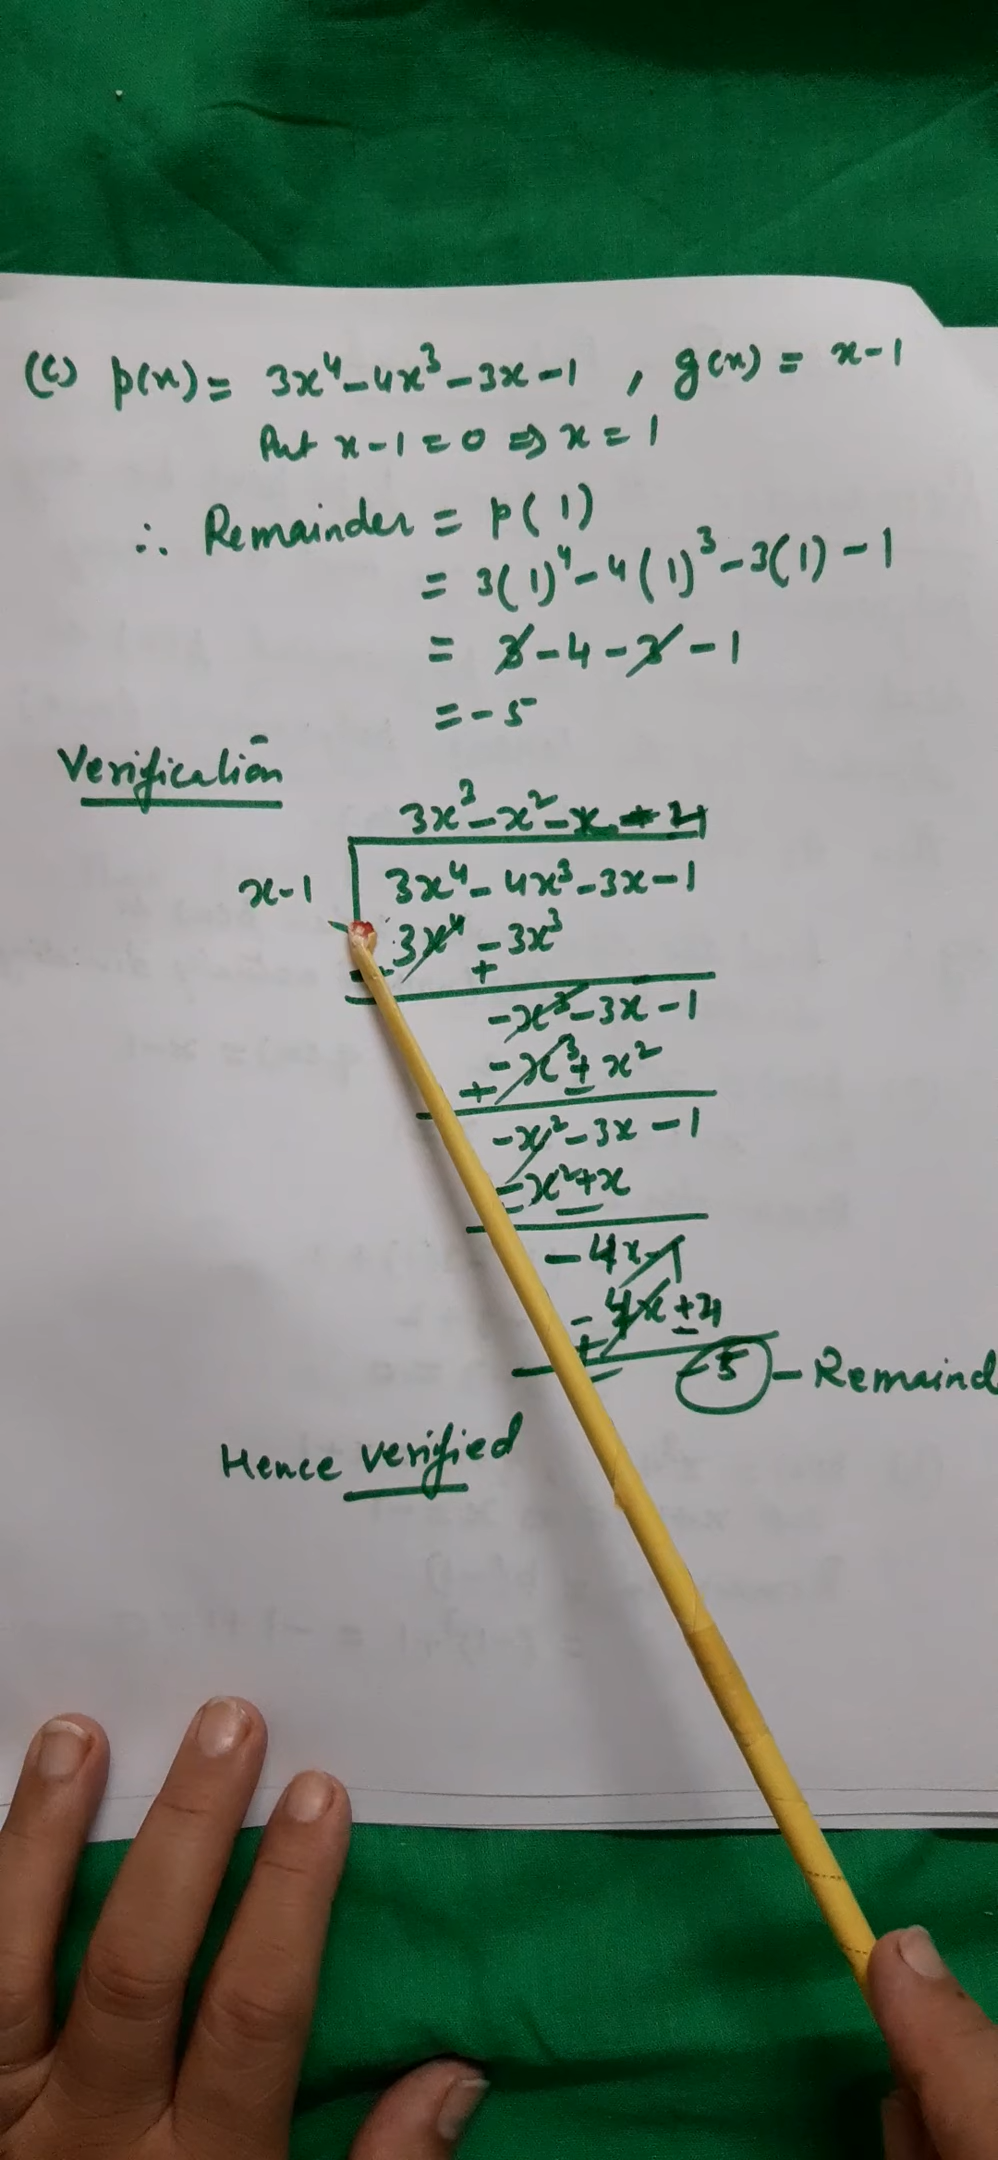 (c) p(x) = 3x⁴-4x³-3x-1 , g(x) = x-1
Put x-1=0 ⇒ x=1
∴ Remainder = p(1)
= 3(1)⁴-4(1)³-3(1)-1
= 3-4-3-1
=-5
Verification
3x³-x²-x-4
x-1 3x⁴-4x³-3x-1
3x⁴-3x³
- +
-x³-3x-1
-x³+x²
+ -
-x²-3x-1
-x²+x
-
-4x-1
-4x+4
+ -
-5 - Remaind
Hence verified